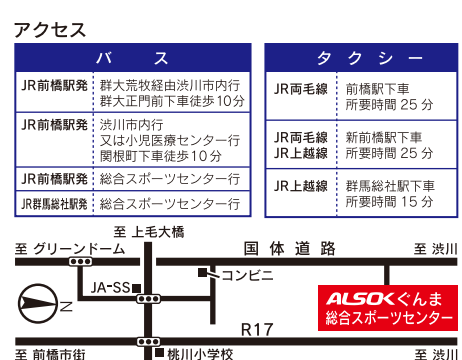 アクセス
バス
JR前橋駅発 群大荒牧経由渋川市内行
群大正門前下車徒歩10分
JR前橋駅発 渋川市内行
又は小児医療センター行
関根町下車徒歩10分
JR前橋駅発 総合スポーツセンター行
JR群馬総社駅発 総合スポーツセンター行
タクシー
JR両毛線 前橋駅下車
所要時間25分
JR両毛線 新前橋駅下車
JR上越線 所要時間25分
JR上越線 群馬総社駅下車
所要時間15分
至 上毛大橋
至 グリーンドーム
国体道路
至 渋川
コンビニ
JA-SS
N
ALSOKぐんま
総合スポーツセンター
R17
至 前橋市街
桃川小学校
至 渋川